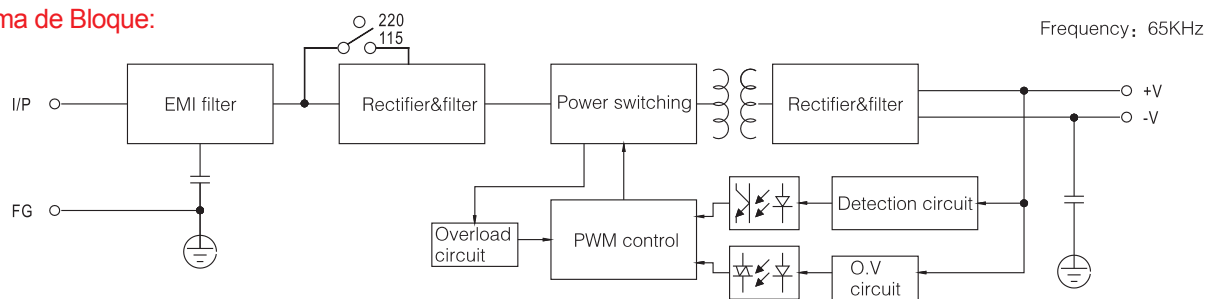 ma de Bloque:
220
115
Frequency: 65KHz
I/P
EMI filter
Rectifier&filter
Power switching
Rectifier&filter
+V
-V
FG
Overload
circuit
PWM control
Detection circuit
O.V
circuit